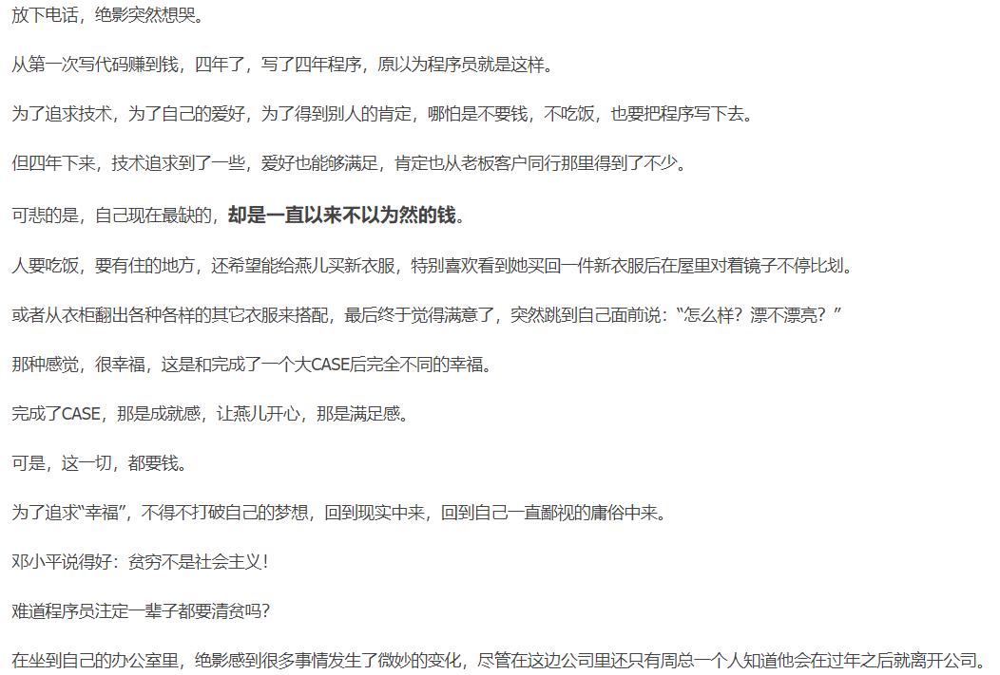 放下电话，绝影突然想哭。
从第一次写代码赚到钱，四年了，写了四年程序，原以为程序员就是这样。
为了追求技术，为了自己的爱好，为了得到别人的肯定，哪怕是不要钱，不吃饭，也要把程序写下去。
但四年下来，技术追求到了一些，爱好也能够满足，肯定也从老板客户同行那里得到了不少。
可悲的是，自己现在最缺的，却是一直以来不以为然的钱。
人要吃饭，要有住的地方，还希望能给燕儿买新衣服，特别喜欢看到她买回一件新衣服后在屋里对着镜子不停比划。
或者从衣柜翻出各种各样的其它衣服来搭配，最后终于觉得满意了，突然跳到自己面前说：“怎么样？漂不漂亮？”
那种感觉，很幸福，这是和完成了一个大CASE后完全不同的幸福。
完成了CASE，那是成就感，让燕儿开心，那是满足感。
可是，这一切，都要钱。
为了追求“幸福”，不得不打破自己的梦想，回到现实中来，回到自己一直鄙视的庸俗中来。
邓小平说得好：贫穷不是社会主义！
难道程序员注定一辈子都要清贫吗？
在坐到自己的办公室里，绝影感到很多事情发生了微妙的变化，尽管在这边公司里还只有周总一个人知道他会在过年之后就离开公司。